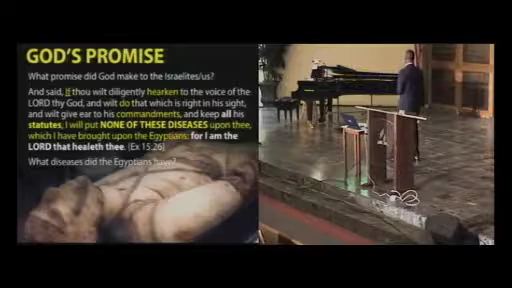 GOD'S PROMISE
What promise did God make to the Israelites/us?
And said, If thou wilt diligently hearken to the voice of the
LORD thy God, and wilt do that which is right in his sight,
and wilt give ear to his commandments, and keep all his
statutes, I will put NONE OF THESE DISEASES upon thee,
which I have brought upon the Egyptians: for I am the
LORD that healeth thee. {Ex 15:26}
What diseases did the Egyptians have?